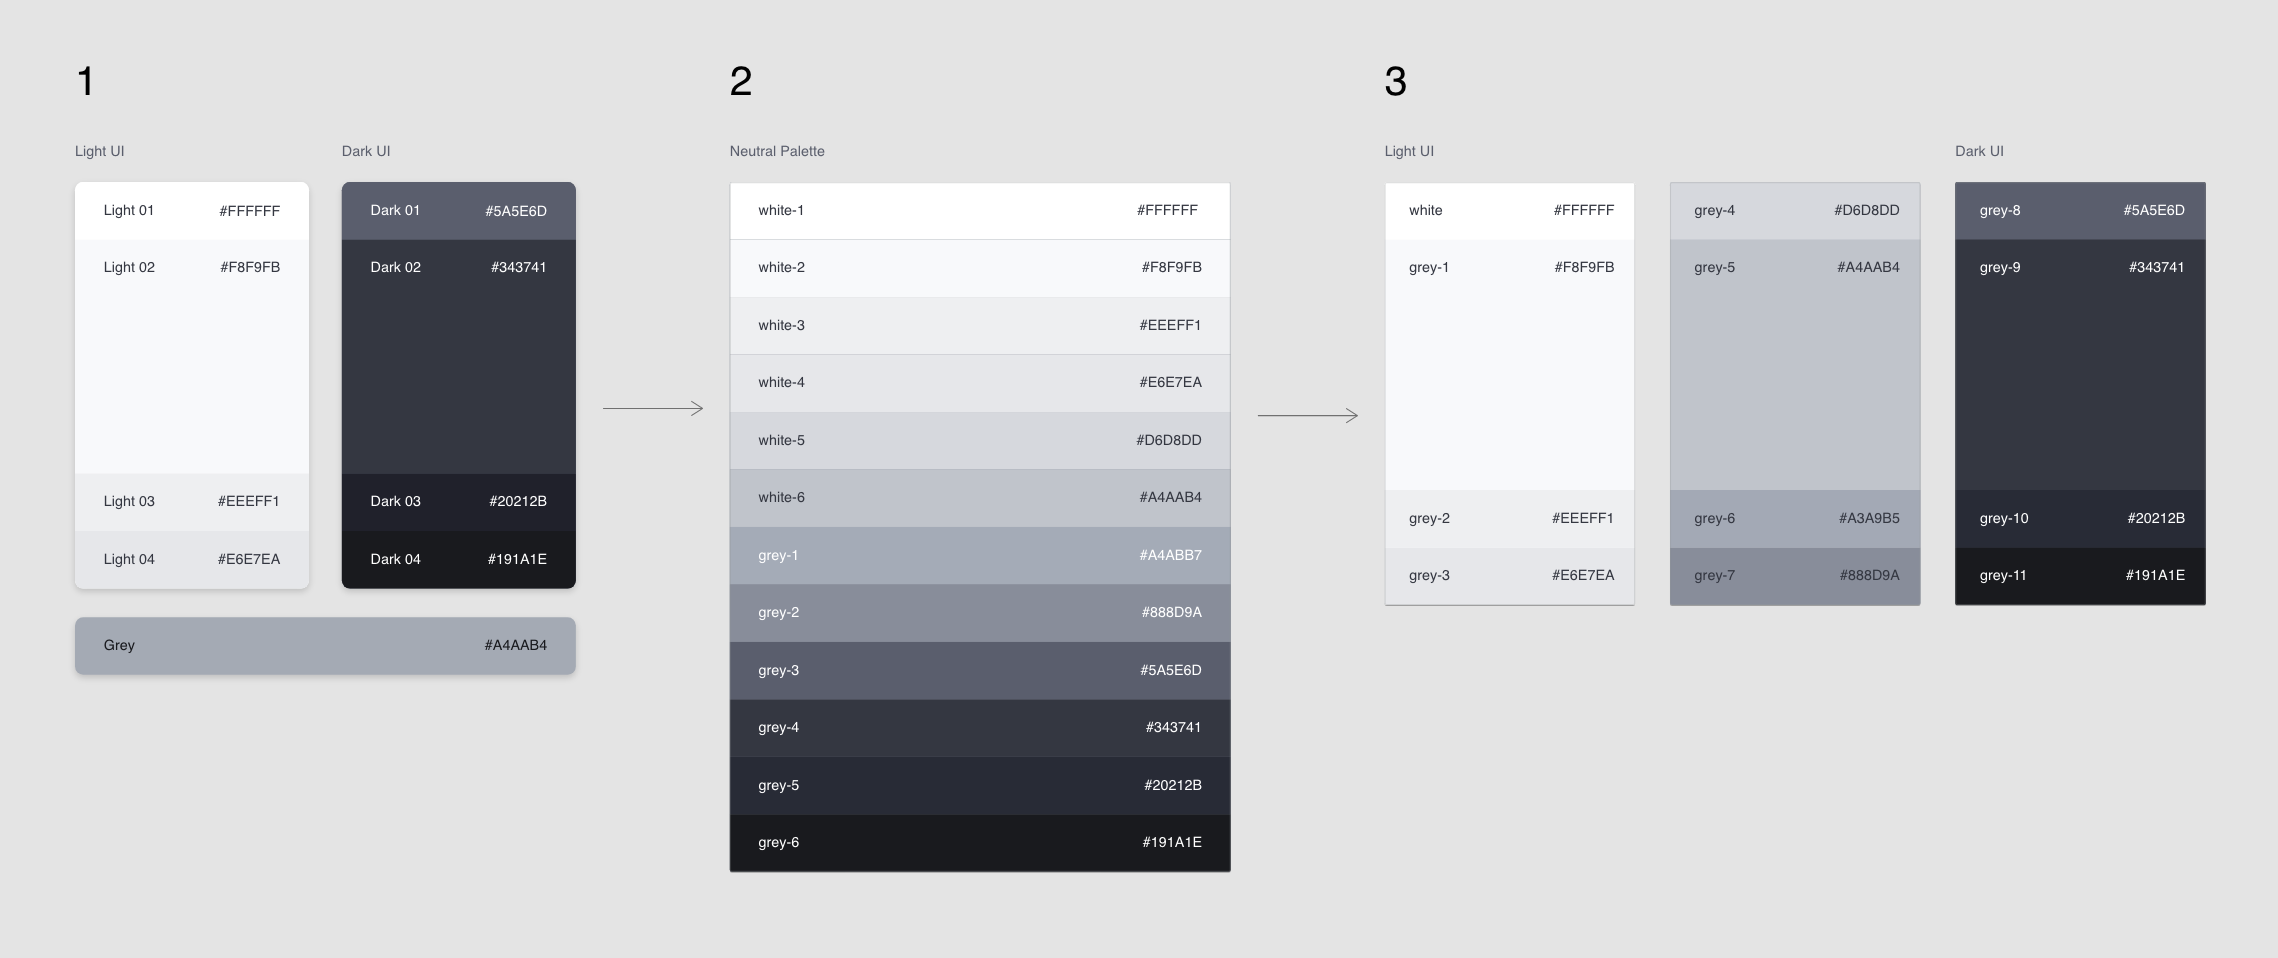 1
Light UI
Dark UI
Light 01 #FFFFFF
Light 02 #F8F9FB
Light 03 #EEEFF1
Light 04 #E6E7EA
Dark 01 #5A5E6D
Dark 02 #343741
Dark 03 #20212B
Dark 04 #191A1E
Grey #A4AAB4
2
Neutral Palette
white-1 #FFFFFF
white-2 #F8F9FB
white-3 #EEEFF1
white-4 #E6E7EA
white-5 #D6D8DD
white-6 #A4AAB4
grey-1 #A4ABB7
grey-2 #888D9A
grey-3 #5A5E6D
grey-4 #343741
grey-5 #20212B
grey-6 #191A1E
3
Light UI
Dark UI
white #FFFFFF
grey-1 #F8F9FB
grey-2 #EEEFF1
grey-3 #E6E7EA
grey-4 #D6D8DD
grey-5 #A4AAB4
grey-6 #A3A9B5
grey-7 #888D9A
grey-8 #5A5E6D
grey-9 #343741
grey-10 #20212B
grey-11 #191A1E